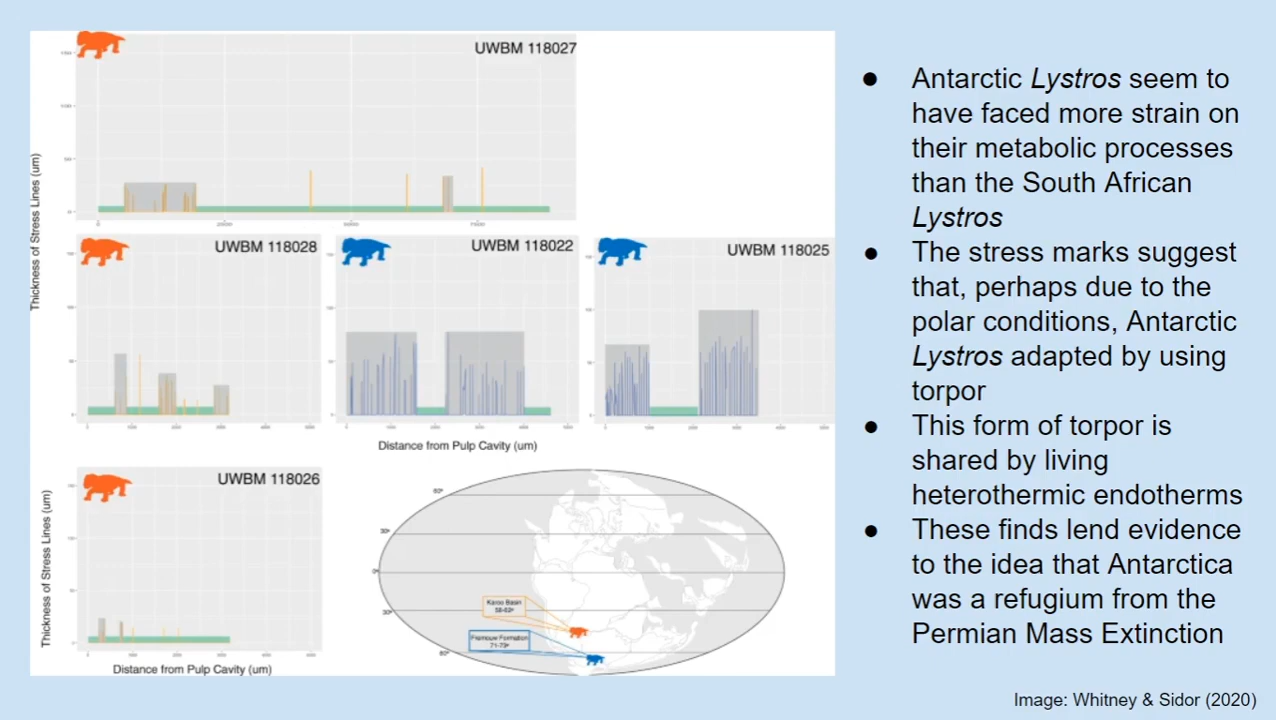 UWBM 118027
Thickness of Stress Lines (um)
UWBM 118028
UWBM 118022
UWBM 118025
Distance from Pulp Cavity (um)
UWBM 118026
Thickness of Stress Lines (um)
Distance from Pulp Cavity (um)
Karoo Basin
Fremouw Formation
● Antarctic Lystros seem to
have faced more strain on
their metabolic processes
than the South African
Lystros
● The stress marks suggest
that, perhaps due to the
polar conditions, Antarctic
Lystros adapted by using
torpor
● This form of torpor is
shared by living
heterothermic endotherms
● These finds lend evidence
to the idea that Antarctica
was a refugium from the
Permian Mass Extinction
Image: Whitney & Sidor (2020)